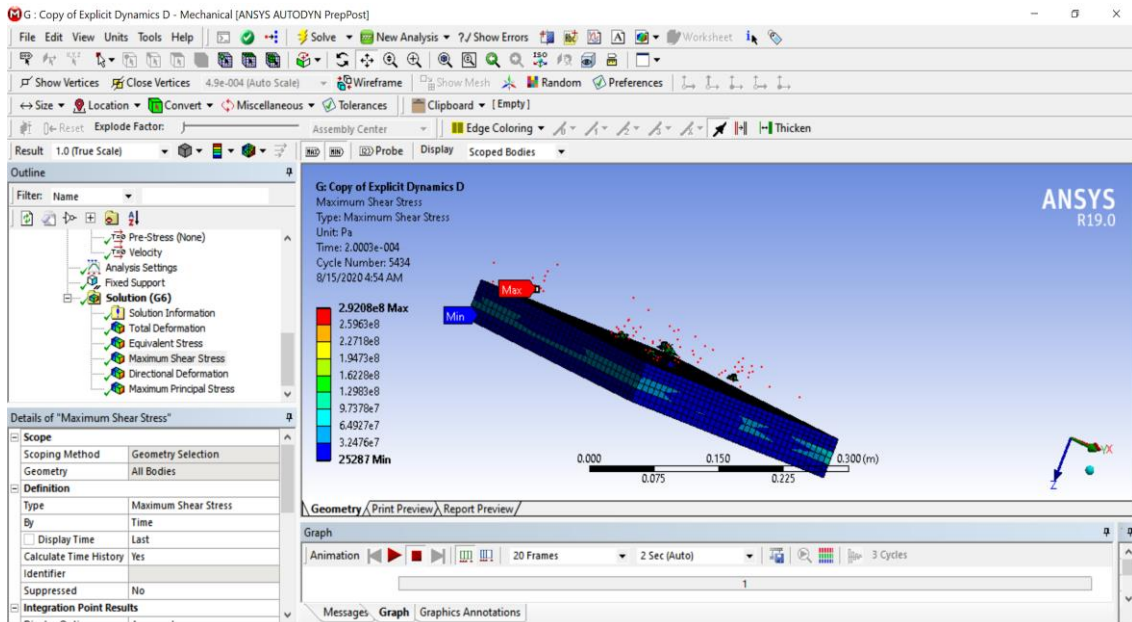 G : Copy of Explicit Dynamics D - Mechanical [ANSYS AUTODYN PrepPost]
File Edit View Units Tools Help Solve New Analysis ?/ Show Errors Worksheet
Show Vertices Close Vertices 4.9e-004 (Auto Scale) Wireframe Show Mesh Random Preferences
Size Location Convert Miscellaneous Tolerances Clipboard [Empty]
Reset Explode Factor: Assembly Center Edge Coloring Thicken
Result 1.0 (True Scale) MAX MIN Probe Display Scoped Bodies
Outline
Filter: Name
Pre-Stress (None)
Velocity
Analysis Settings
Fixed Support
Solution (G6)
Solution Information
Total Deformation
Equivalent Stress
Maximum Shear Stress
Directional Deformation
Maximum Principal Stress
Details of "Maximum Shear Stress"
Scope
Scoping Method Geometry Selection
Geometry All Bodies
Definition
Type Maximum Shear Stress
By Time
Display Time Last
Calculate Time History Yes
Identifier
Suppressed No
Integration Point Results
G: Copy of Explicit Dynamics D
Maximum Shear Stress
Type: Maximum Shear Stress
Unit: Pa
Time: 2.0003e-004
Cycle Number: 5434
8/15/2020 4:54 AM
2.9208e8 Max
2.5963e8
2.2718e8
1.9473e8
1.6228e8
1.2983e8
9.7378e7
6.4927e7
3.2476e7
25287 Min
Max
Min
ANSYS
R19.0
0.000 0.150 0.300 (m)
0.075 0.225
X
Z
Geometry Print Preview Report Preview
Graph
Animation 20 Frames 2 Sec (Auto) 3 Cycles
1
Messages Graph Graphics Annotations